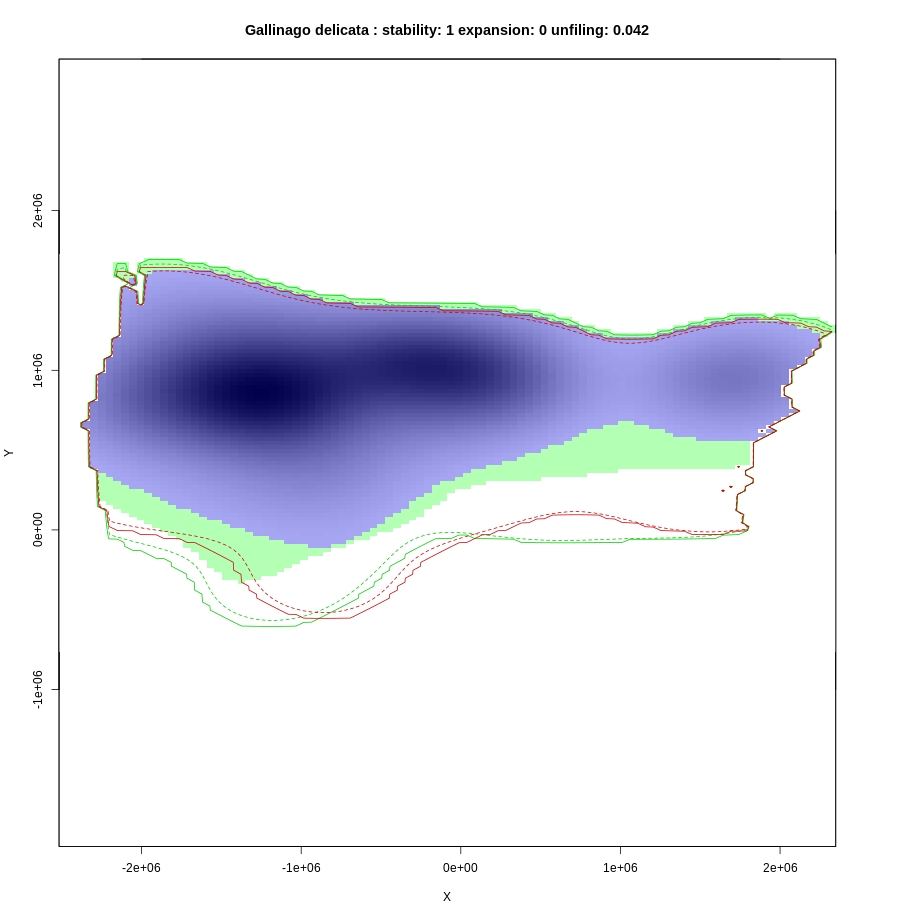 Gallinago delicata : stability: 1 expansion: 0 unfiling: 0.042
2e+06
1e+06
0e+00
-1e+06
Y
-2e+06 -1e+06 0e+00 1e+06 2e+06
X